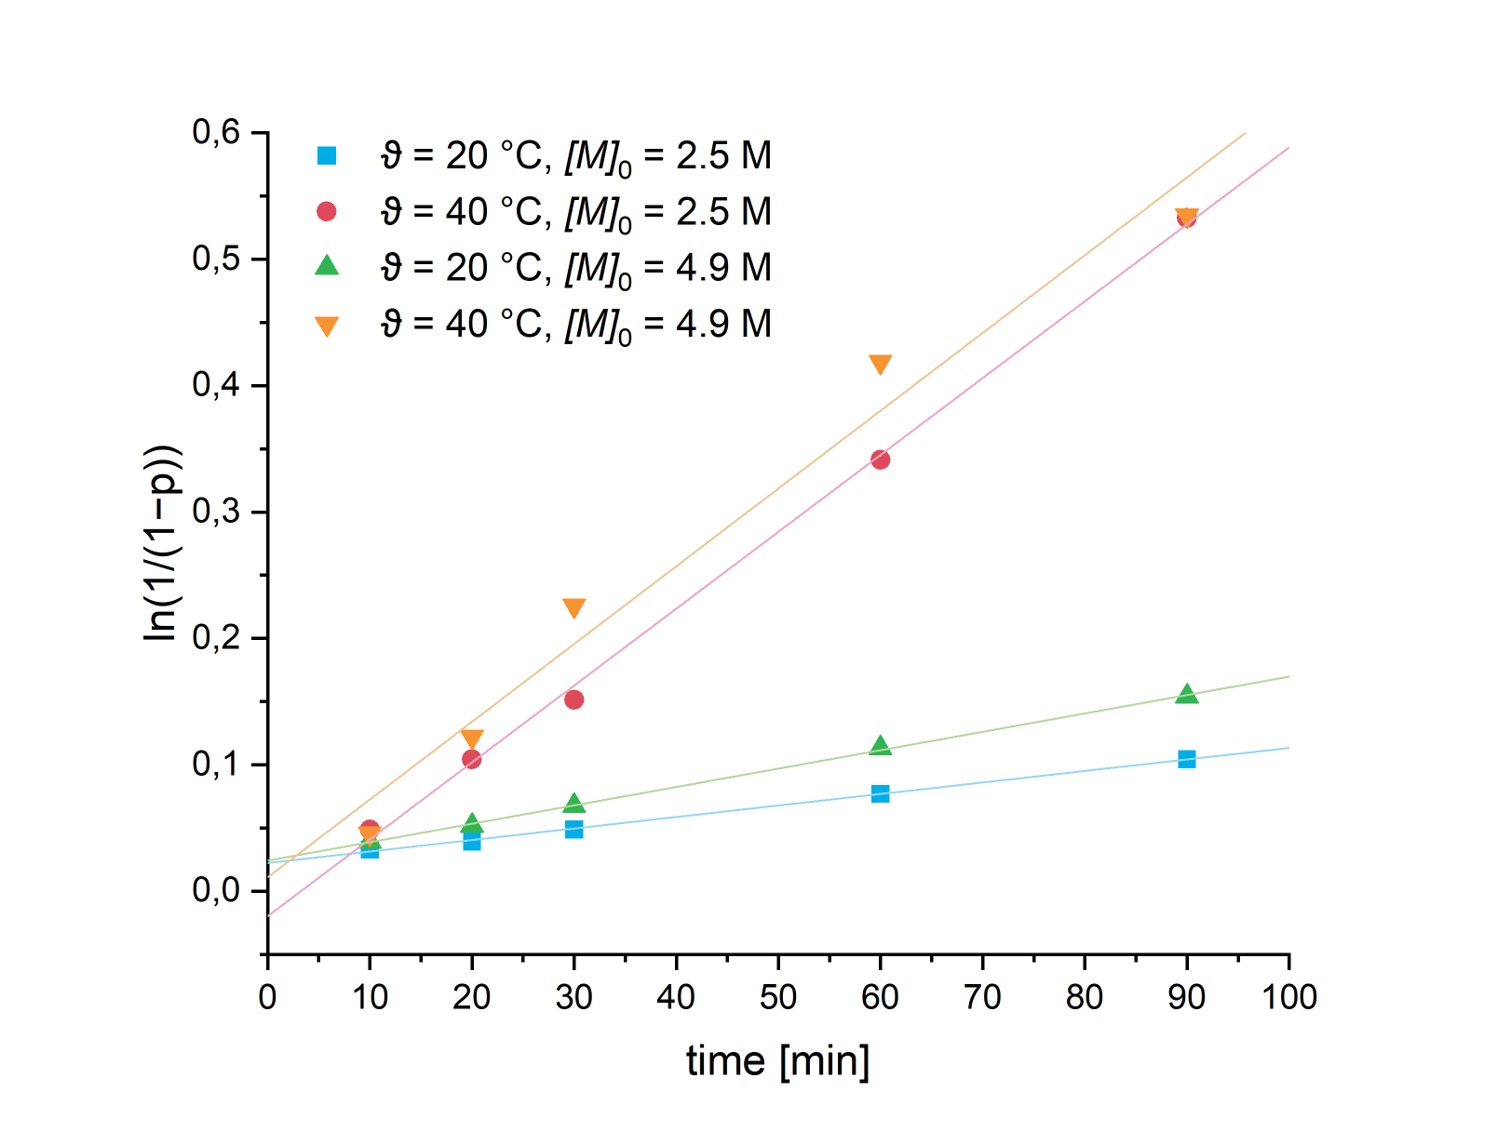 0,6
0,5
0,4
0,3
0,2
0,1
0,0
ln(1/(1−p))
ϑ = 20 °C, [M]0 = 2.5 M
ϑ = 40 °C, [M]0 = 2.5 M
ϑ = 20 °C, [M]0 = 4.9 M
ϑ = 40 °C, [M]0 = 4.9 M
0 10 20 30 40 50 60 70 80 90 100
time [min]